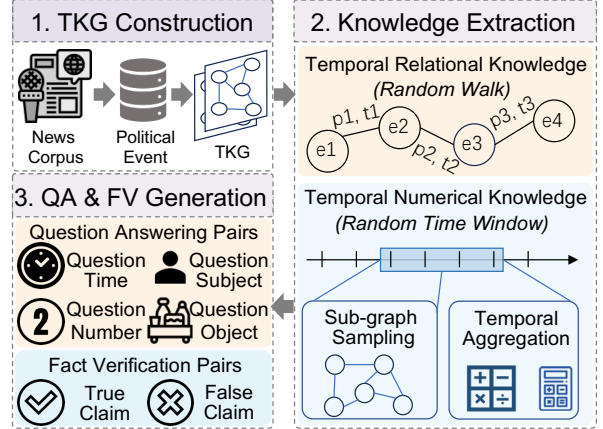 1. TKG Construction
News
Corpus
Political
Event
TKG
2. Knowledge Extraction
Temporal Relational Knowledge
(Random Walk)
e1
p1, t1
e2
p2, t2
e3
p3, t3
e4
Temporal Numerical Knowledge
(Random Time Window)
Sub-graph
Sampling
Temporal
Aggregation
3. QA & FV Generation
Question Answering Pairs
Question
Time
Question
Subject
2
Question
Number
Question
Object
Fact Verification Pairs
True
Claim
False
Claim